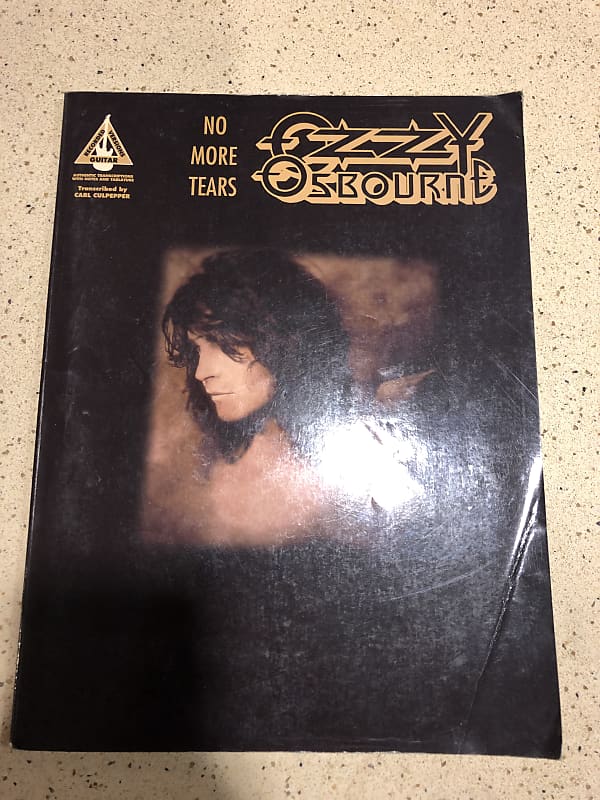 RECORDED VERSIONS
GUITAR
AUTHENTIC TRANSCRIPTIONS
WITH NOTES AND TABLATURE
Transcribed by
CARL CULPEPPER
NO
MORE
TEARS
OZZY
OSBOURNE